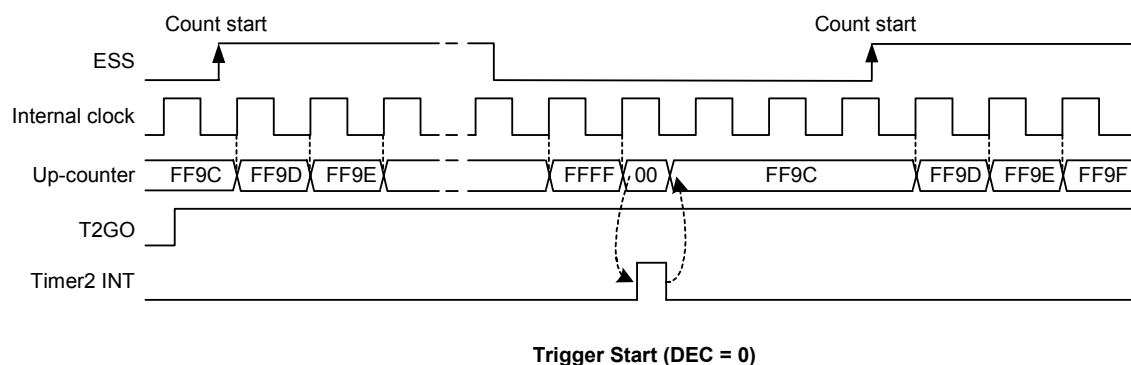 Count start Count start
ESS
Internal clock
Up-counter FF9C FF9D FF9E FFFF 00 FF9C FF9D FF9E FF9F
T2GO
Timer2 INT
Trigger Start (DEC = 0)